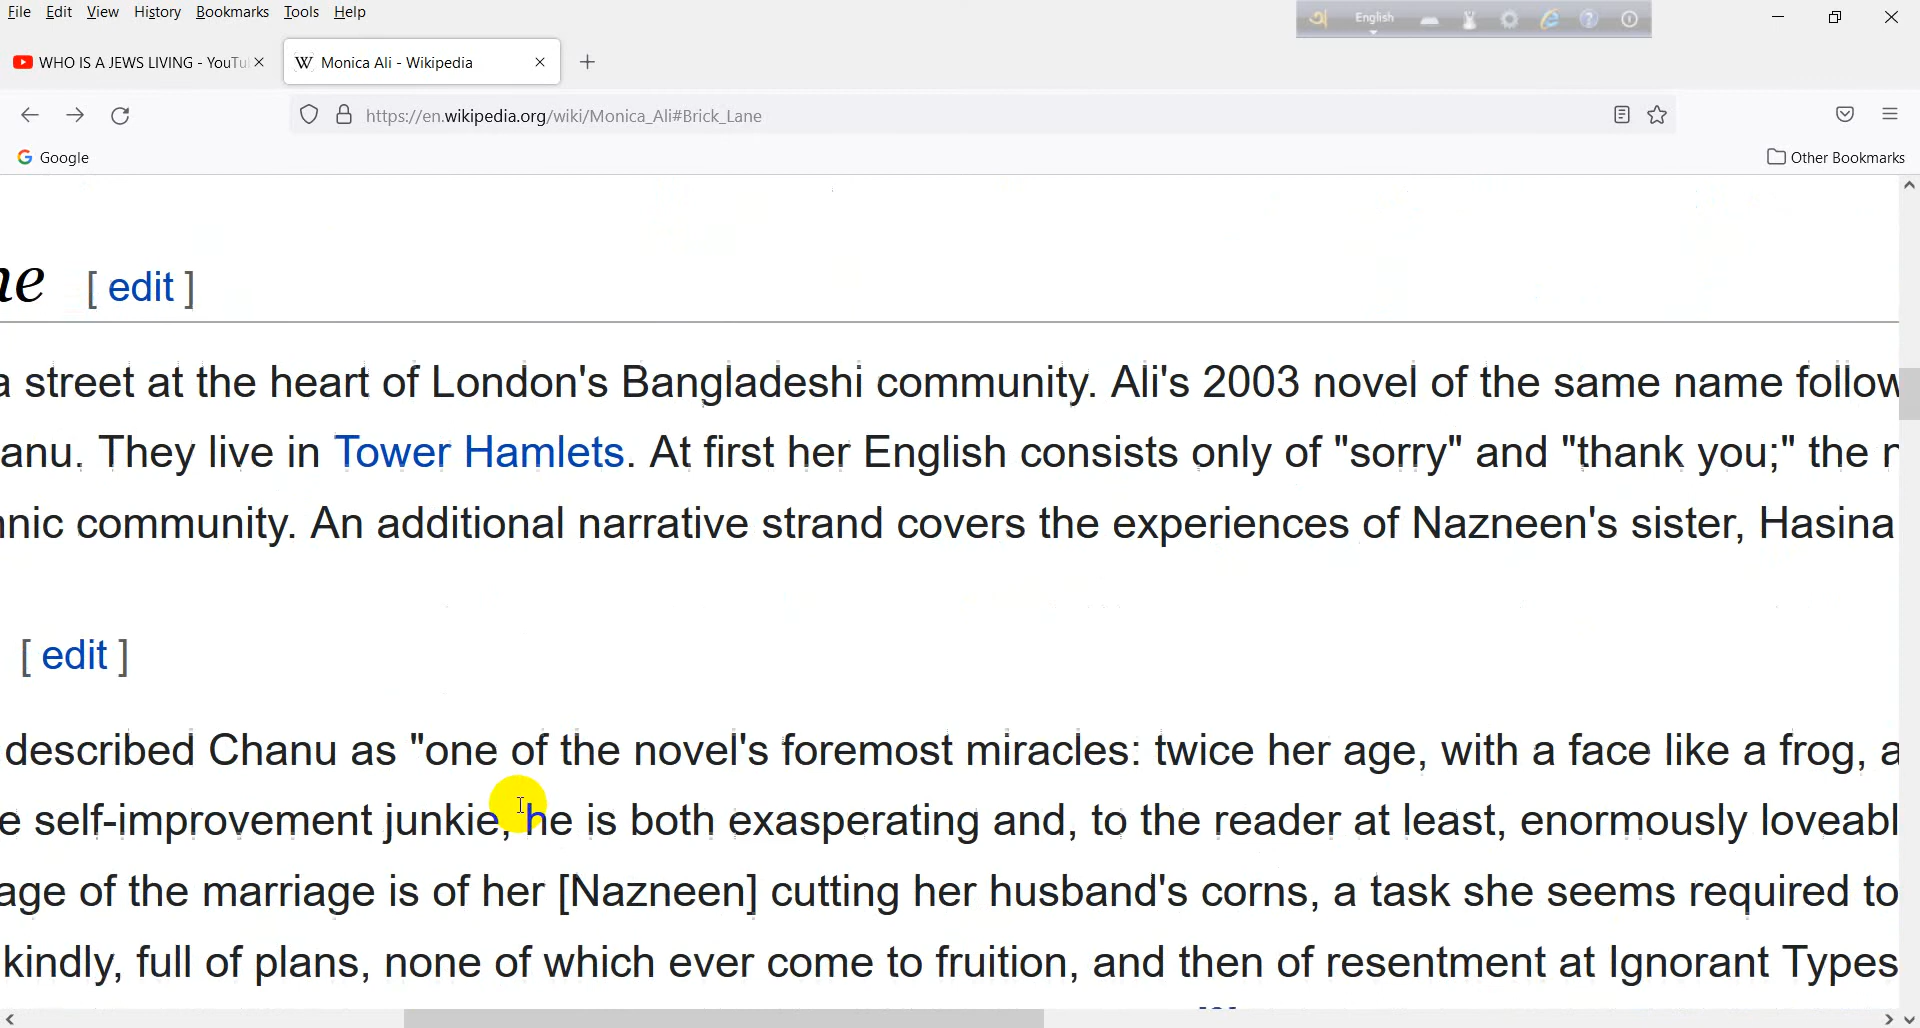 File Edit View History Bookmarks Tools Help
English
WHO IS A JEWS LIVING - YouTu
Monica Ali - Wikipedia
https://en.wikipedia.org/wiki/Monica_Ali#Brick_Lane
Google
Other Bookmarks
ne [ edit ]
a street at the heart of London's Bangladeshi community. Ali's 2003 novel of the same name follow
anu. They live in Tower Hamlets. At first her English consists only of "sorry" and "thank you;" the n
nic community. An additional narrative strand covers the experiences of Nazneen's sister, Hasina
[ edit ]
described Chanu as "one of the novel's foremost miracles: twice her age, with a face like a frog, a
e self-improvement junkie, he is both exasperating and, to the reader at least, enormously loveabl
age of the marriage is of her [Nazneen] cutting her husband's corns, a task she seems required to
kindly, full of plans, none of which ever come to fruition, and then of resentment at Ignorant Types